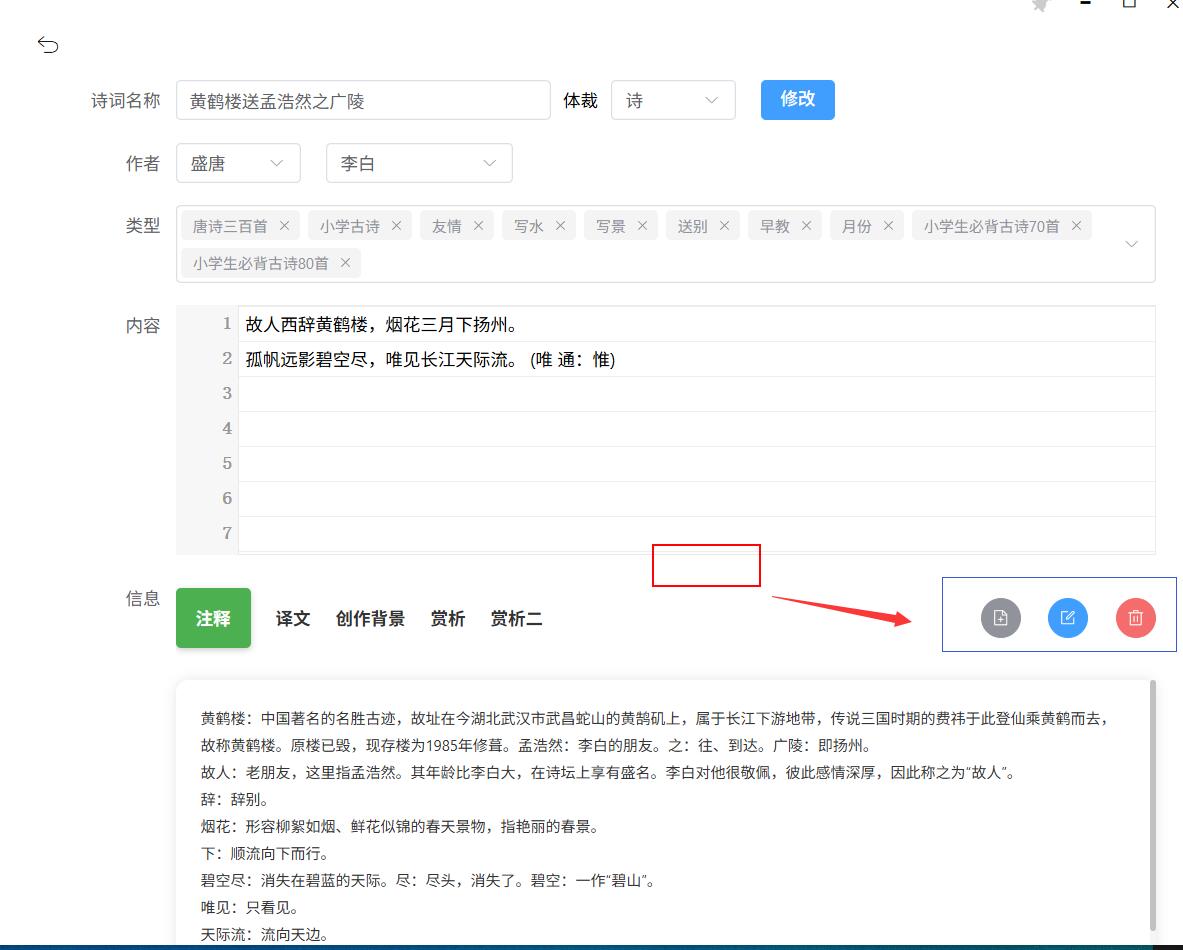 诗词名称 黄鹤楼送孟浩然之广陵 体裁 诗 修改
作者 盛唐 李白
类型 唐诗三百首 小学古诗 友情 写水 写景 送别 早教 月份 小学生必背古诗70首
小学生必背古诗80首
内容 1 故人西辞黄鹤楼，烟花三月下扬州。
2 孤帆远影碧空尽，唯见长江天际流。 (唯 通：惟)
3
4
5
6
7
信息 注释 译文 创作背景 赏析 赏析二
黄鹤楼：中国著名的名胜古迹，故址在今湖北武汉市武昌蛇山的黄鹄矶上，属于长江下游地带，传说三国时期的费祎于此登仙乘黄鹤而去，
故称黄鹤楼。原楼已毁，现存楼为1985年修葺。孟浩然：李白的朋友。之：往、到达。广陵：即扬州。
故人：老朋友，这里指孟浩然。其年龄比李白大，在诗坛上享有盛名。李白对他很敬佩，彼此感情深厚，因此称之为“故人”。
辞：辞别。
烟花：形容柳絮如烟、鲜花似锦的春天景物，指艳丽的春景。
下：顺流向下而行。
碧空尽：消失在碧蓝的天际。尽：尽头，消失了。碧空：一作“碧山”。
唯见：只看见。
天际流：流向天边。